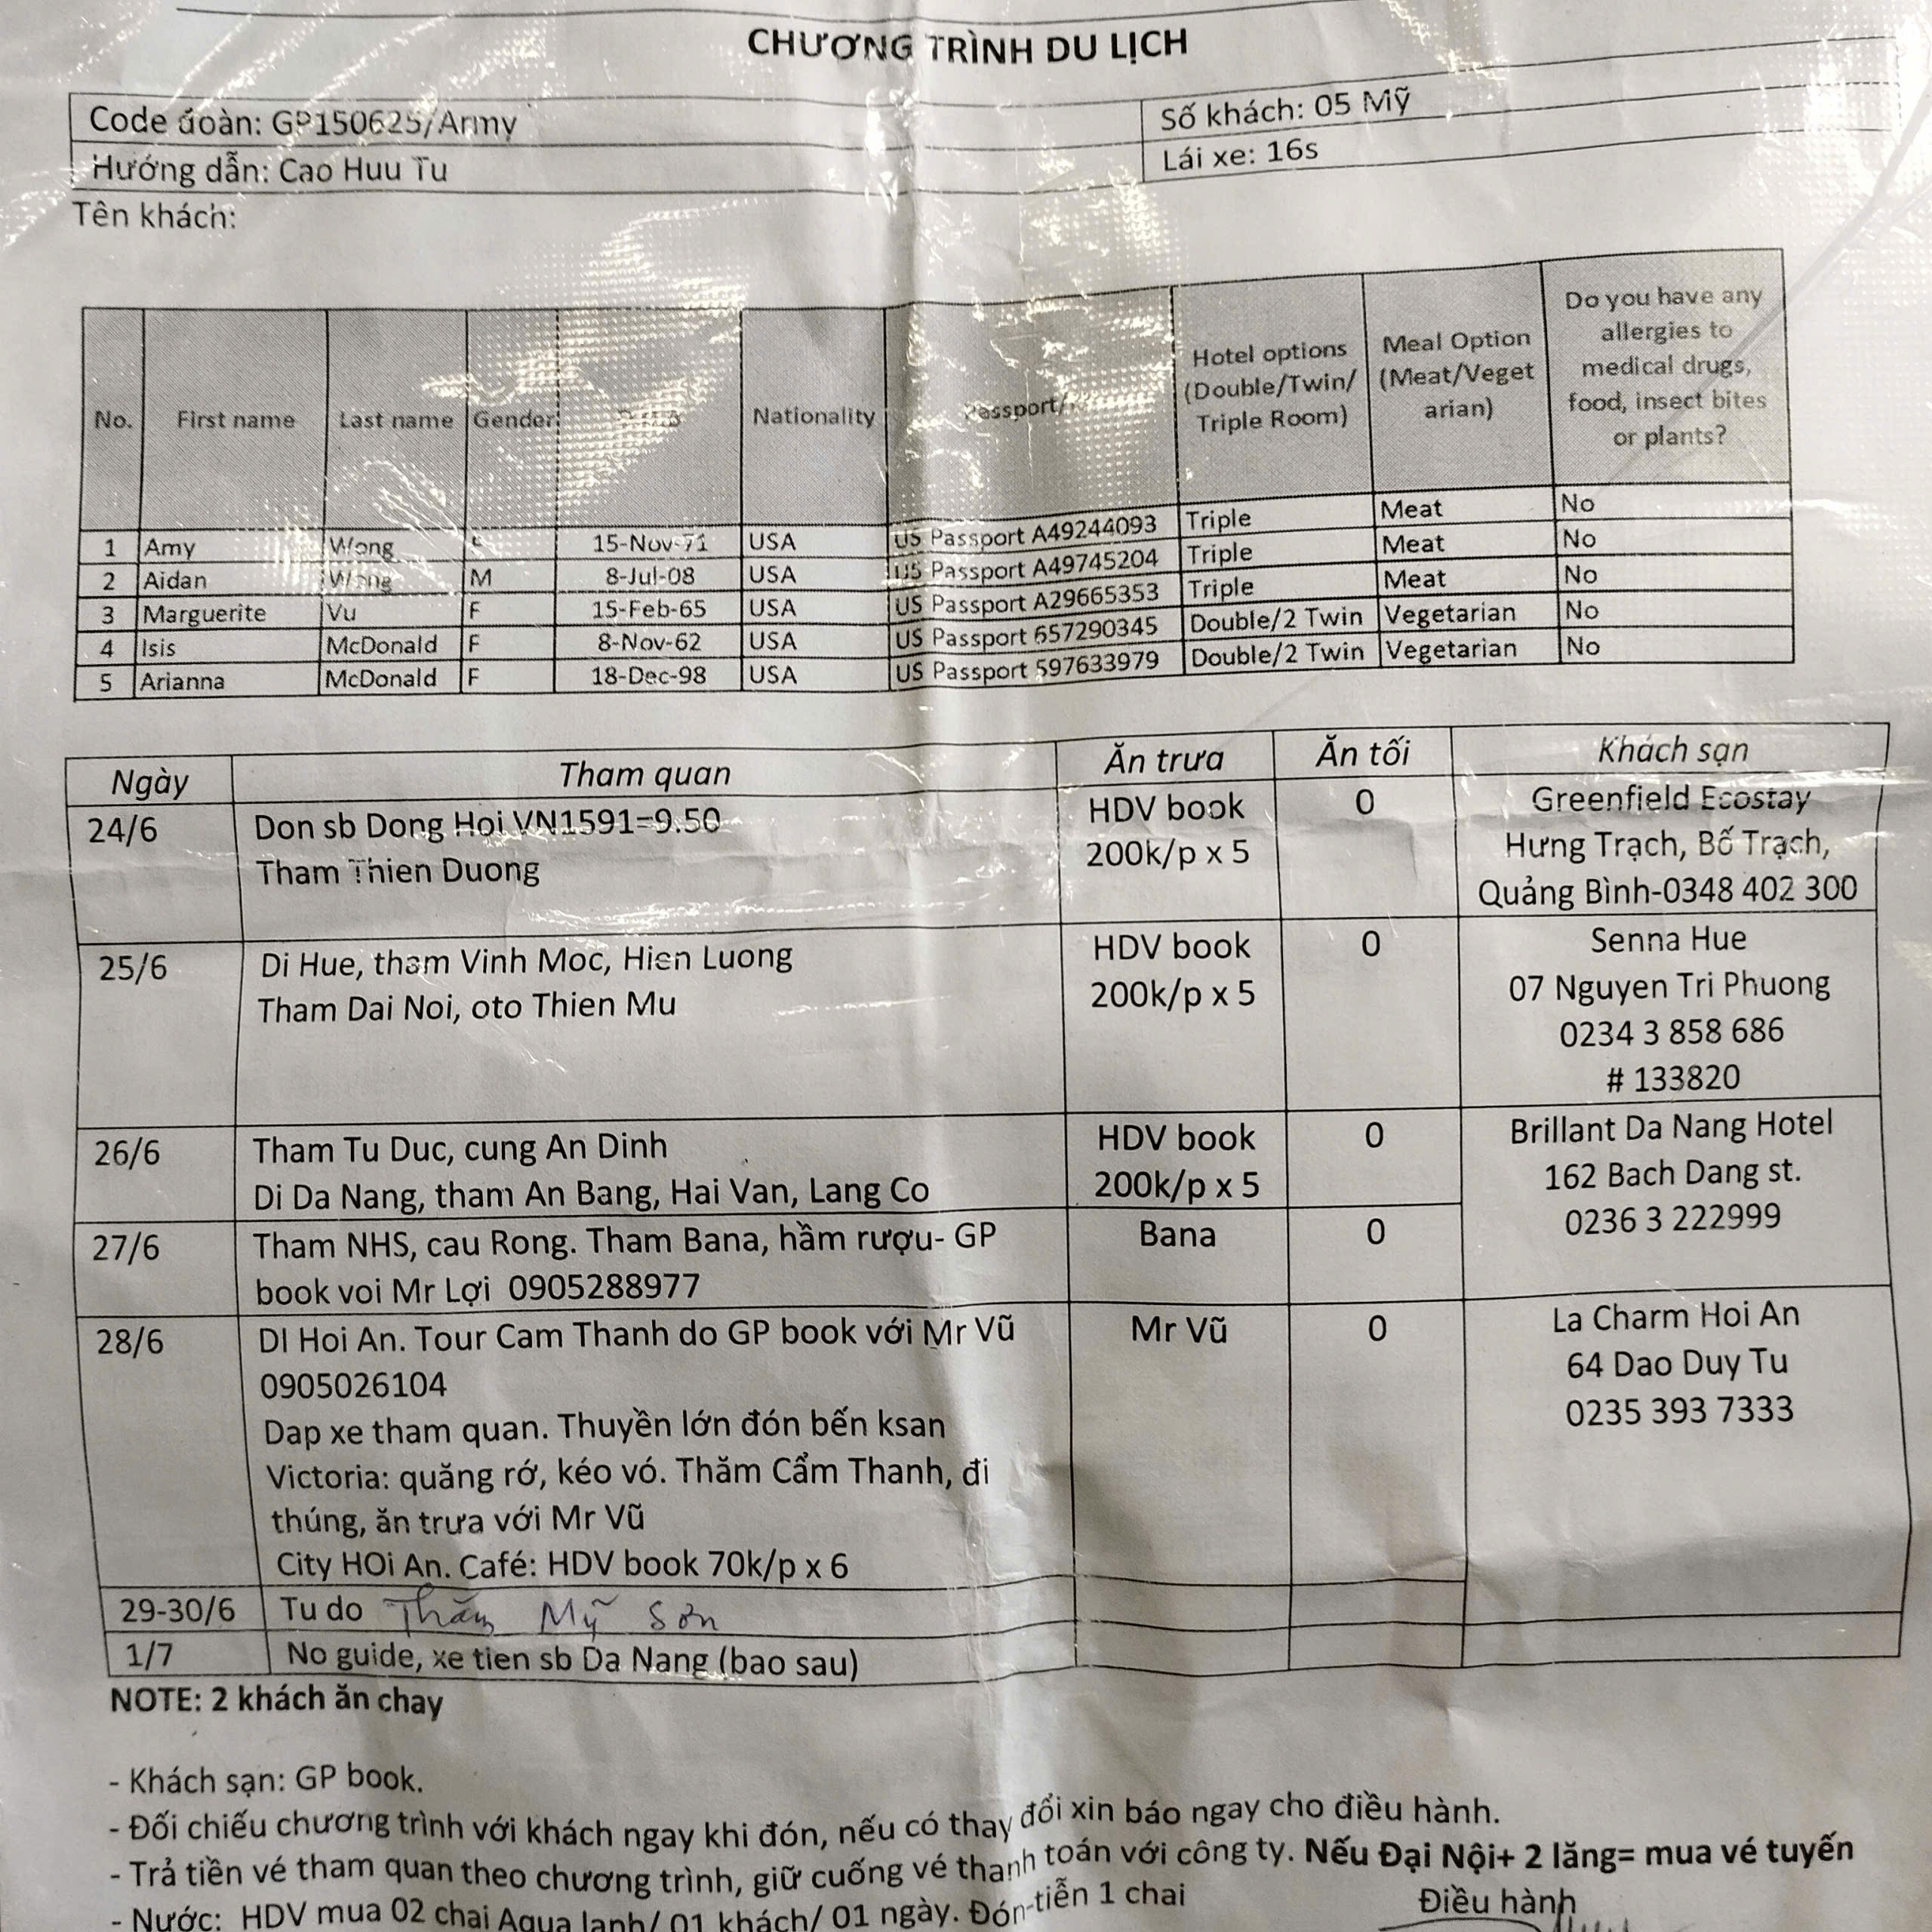 CHƯƠNG TRÌNH DU LỊCH
Code đoàn: GP150625/Army
Số khách: 05 Mỹ
Hướng dẫn: Cao Huu Tu
Lái xe: 16s
Tên khách:
No. First name Last name Gender Nationality Passport/ Hotel options (Double/Twin/ Triple Room) Meal Option (Meat/Veget arian) Do you have any allergies to medical drugs, food, insect bites or plants?
1 Amy Wong 15-Nov-71 USA US Passport A49244093 Triple Meat No
2 Aidan Wong M 8-Jul-08 USA US Passport A49745204 Triple Meat No
3 Marguerite Vu F 15-Feb-65 USA US Passport A29665353 Triple Meat No
4 Isis McDonald F 8-Nov-62 USA US Passport 657290345 Double/2 Twin Vegetarian No
5 Arianna McDonald F 18-Dec-98 USA US Passport 597633979 Double/2 Twin Vegetarian No
Ngày Tham quan Ăn trưa Ăn tối Khách sạn
24/6 Don sb Dong Hoi VN1591=9.50 HDV book 0 Greenfield Ecostay
Tham Thien Duong 200k/p x 5 Hưng Trạch, Bố Trạch,
Quảng Bình-0348 402 300
25/6 Di Hue, tham Vinh Moc, Hien Luong HDV book 0 Senna Hue
Tham Dai Noi, oto Thien Mu 200k/p x 5 07 Nguyen Tri Phuong
0234 3 858 686
# 133820
26/6 Tham Tu Duc, cung An Dinh HDV book 0 Brillant Da Nang Hotel
Di Da Nang, tham An Bang, Hai Van, Lang Co 200k/p x 5 162 Bach Dang st.
27/6 Tham NHS, cau Rong. Tham Bana, hầm rượu- GP Bana 0 0236 3 222999
book voi Mr Lợi 0905288977
28/6 DI Hoi An. Tour Cam Thanh do GP book với Mr Vũ Mr Vũ 0 La Charm Hoi An
0905026104 64 Dao Duy Tu
Dap xe tham quan. Thuyền lớn đón bến ksan 0235 393 7333
Victoria: quăng rớ, kéo vó. Thăm Cẩm Thanh, đi
thúng, ăn trưa với Mr Vũ
City HOi An. Café: HDV book 70k/p x 6
29-30/6 Tu do Thăm Mỹ Sơn
1/7 No guide, xe tien sb Da Nang (bao sau)
NOTE: 2 khách ăn chay
- Khách sạn: GP book.
- Đối chiếu chương trình với khách ngay khi đón, nếu có thay đổi xin báo ngay cho điều hành.
- Trả tiền vé tham quan theo chương trình, giữ cuống vé thanh toán với công ty. Nếu Đại Nội+ 2 lăng= mua vé tuyến
- Nước: HDV mua 02 chai Aqua lạnh/ 01 khách/ 01 ngày. Đón-tiễn 1 chai
Điều hành